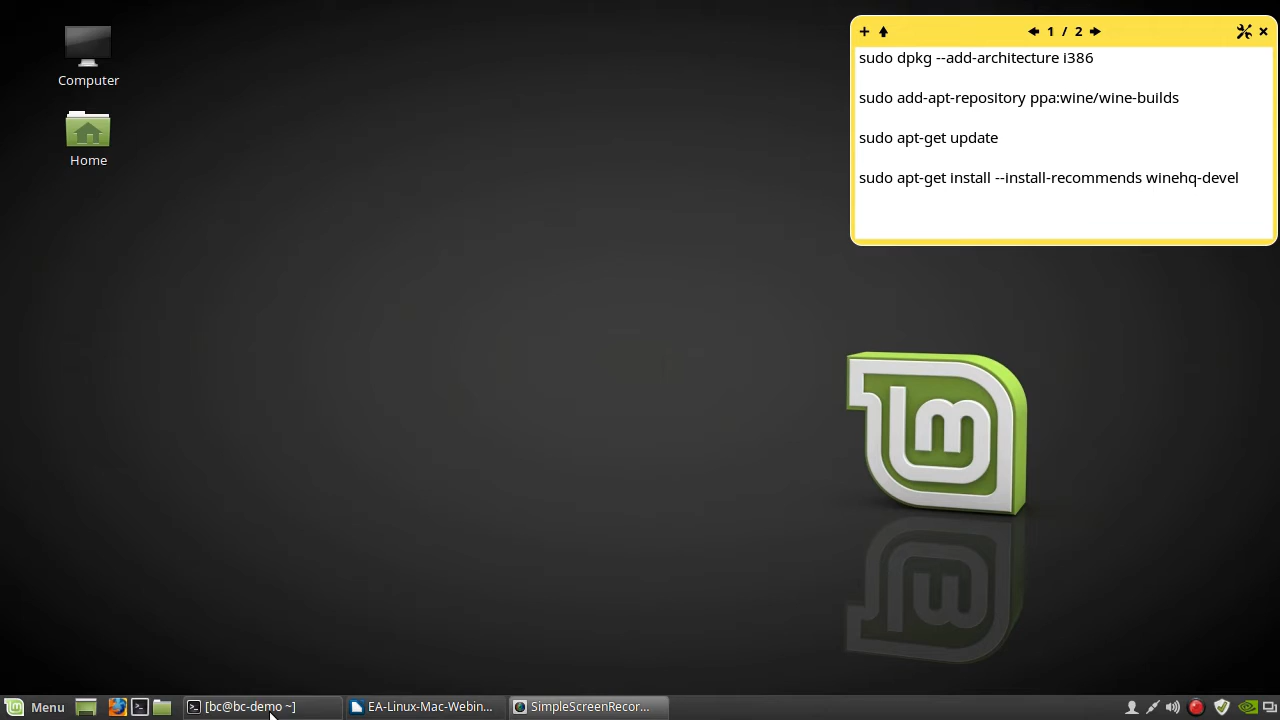 Computer
Home
1 / 2
sudo dpkg --add-architecture i386
sudo add-apt-repository ppa:wine/wine-builds
sudo apt-get update
sudo apt-get install --install-recommends winehq-devel
lm
Menu
[bc@bc-demo ~]
EA-Linux-Mac-Webin...
SimpleScreenRecor...